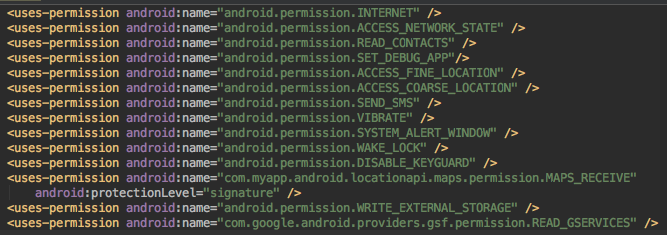 <uses-permission android:name="android.permission.INTERNET" />
<uses-permission android:name="android.permission.ACCESS_NETWORK_STATE" />
<uses-permission android:name="android.permission.READ_CONTACTS" />
<uses-permission android:name="android.permission.SET_DEBUG_APP"/>
<uses-permission android:name="android.permission.ACCESS_FINE_LOCATION" />
<uses-permission android:name="android.permission.ACCESS_COARSE_LOCATION" />
<uses-permission android:name="android.permission.SEND_SMS" />
<uses-permission android:name="android.permission.VIBRATE" />
<uses-permission android:name="android.permission.SYSTEM_ALERT_WINDOW" />
<uses-permission android:name="android.permission.WAKE_LOCK" />
<uses-permission android:name="android.permission.DISABLE_KEYGUARD" />
<uses-permission android:name="com.myapp.android.locationapi.maps.permission.MAPS_RECEIVE"
    android:protectionLevel="signature" />
<uses-permission android:name="android.permission.WRITE_EXTERNAL_STORAGE" />
<uses-permission android:name="com.google.android.providers.gsf.permission.READ_GSERVICES" />